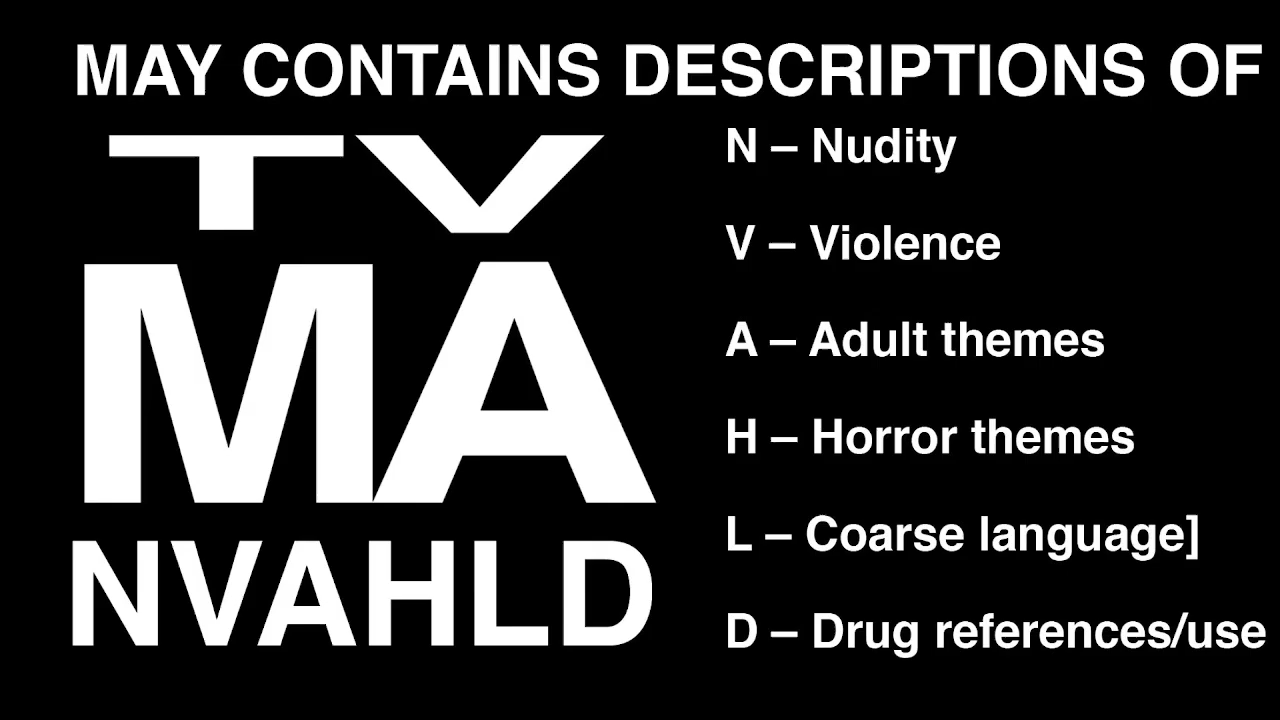 MAY CONTAINS DESCRIPTIONS OF
TV
MA
NVAHLD
N – Nudity
V – Violence
A – Adult themes
H – Horror themes
L – Coarse language]
D – Drug references/use